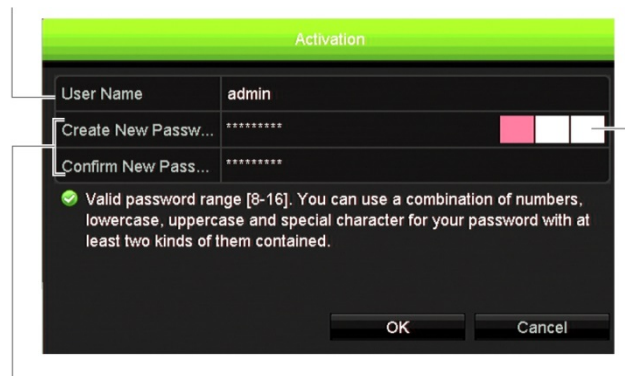 Activation
User Name admin
Create New Passw... *********
Confirm New Pass... *********
Valid password range [8-16]. You can use a combination of numbers,
lowercase, uppercase and special character for your password with at
least two kinds of them contained.
OK Cancel